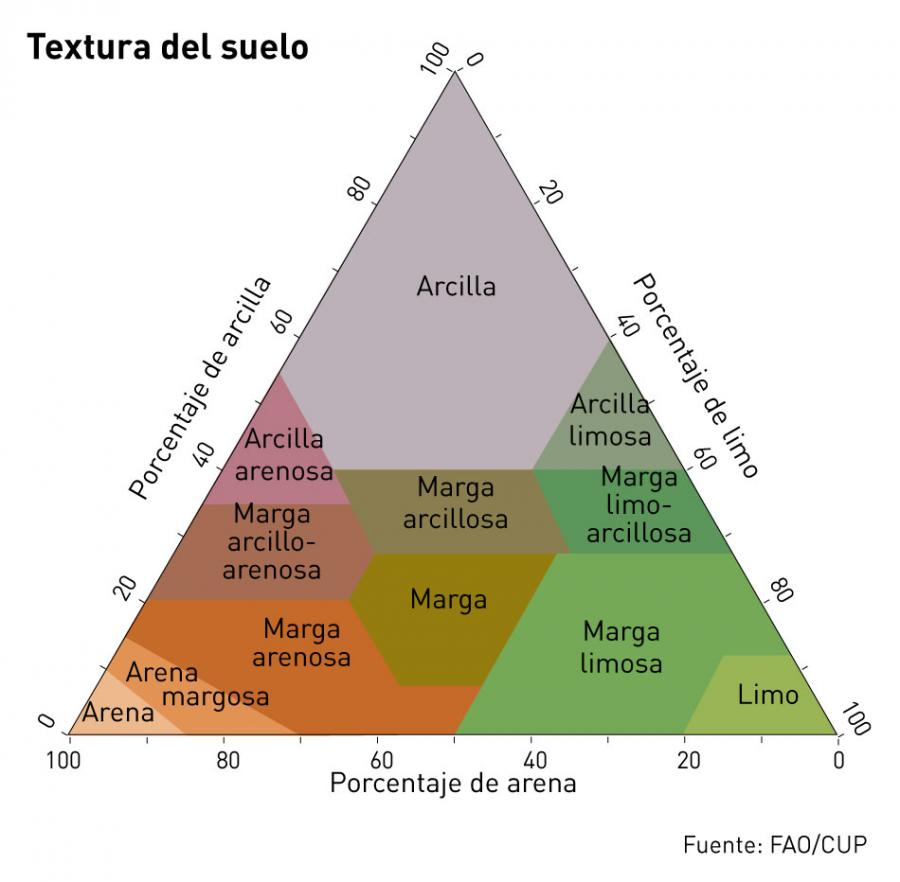 Textura del suelo
100
0
80
20
Arcilla
Porcentaje de arcilla
Porcentaje de limo
60
40
Arcilla
limosa
Arcilla
arenosa
40
60
Marga
arcillosa
Marga
limo-
arcillosa
Marga
arcillo-
arenosa
20
80
Marga
Marga
arenosa
Marga
limosa
Arena
margosa
Arena
Limo
0
100
100
80
60
40
20
0
Porcentaje de arena
Fuente: FAO/CUP